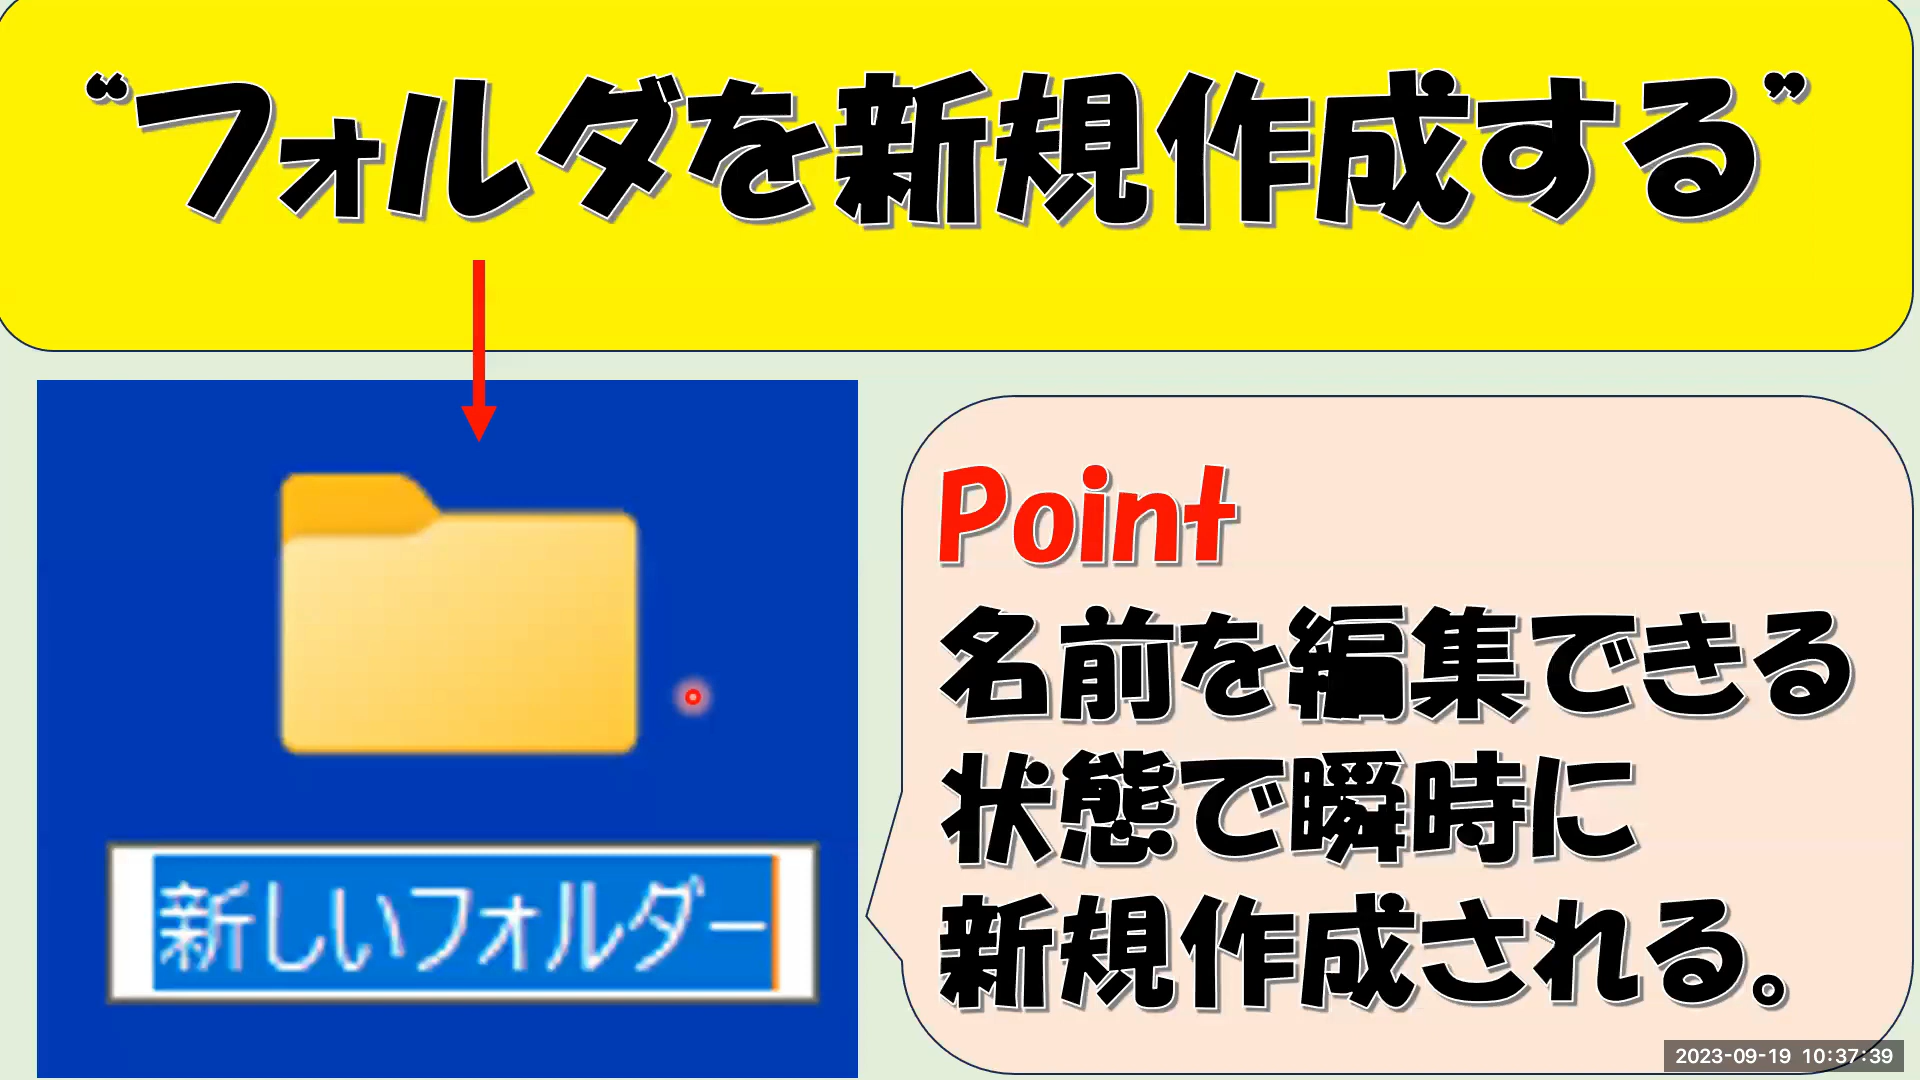 “フォルダを新規作成する”
新しいフォルダー
Point
名前を編集できる
状態で瞬時に
新規作成される。
2023-09-19 10:37:39